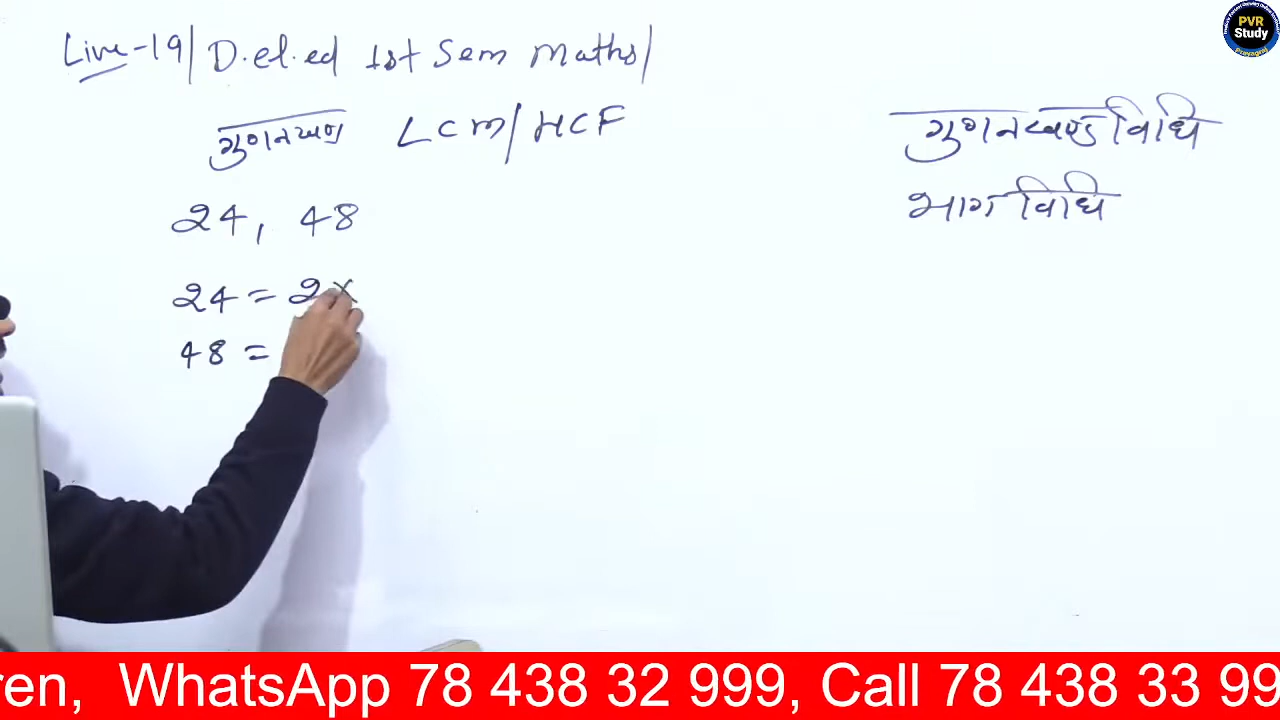 Live-19/ D.el.ed 1st Sem Maths/
गुणनखण्ड LCM/HCF
गुणनखण्ड विधि
भाग विधि
24, 48
24 = 2 x
48 =
PVR
Study
Prayagraj
ren, WhatsApp 78 438 32 999, Call 78 438 33 99